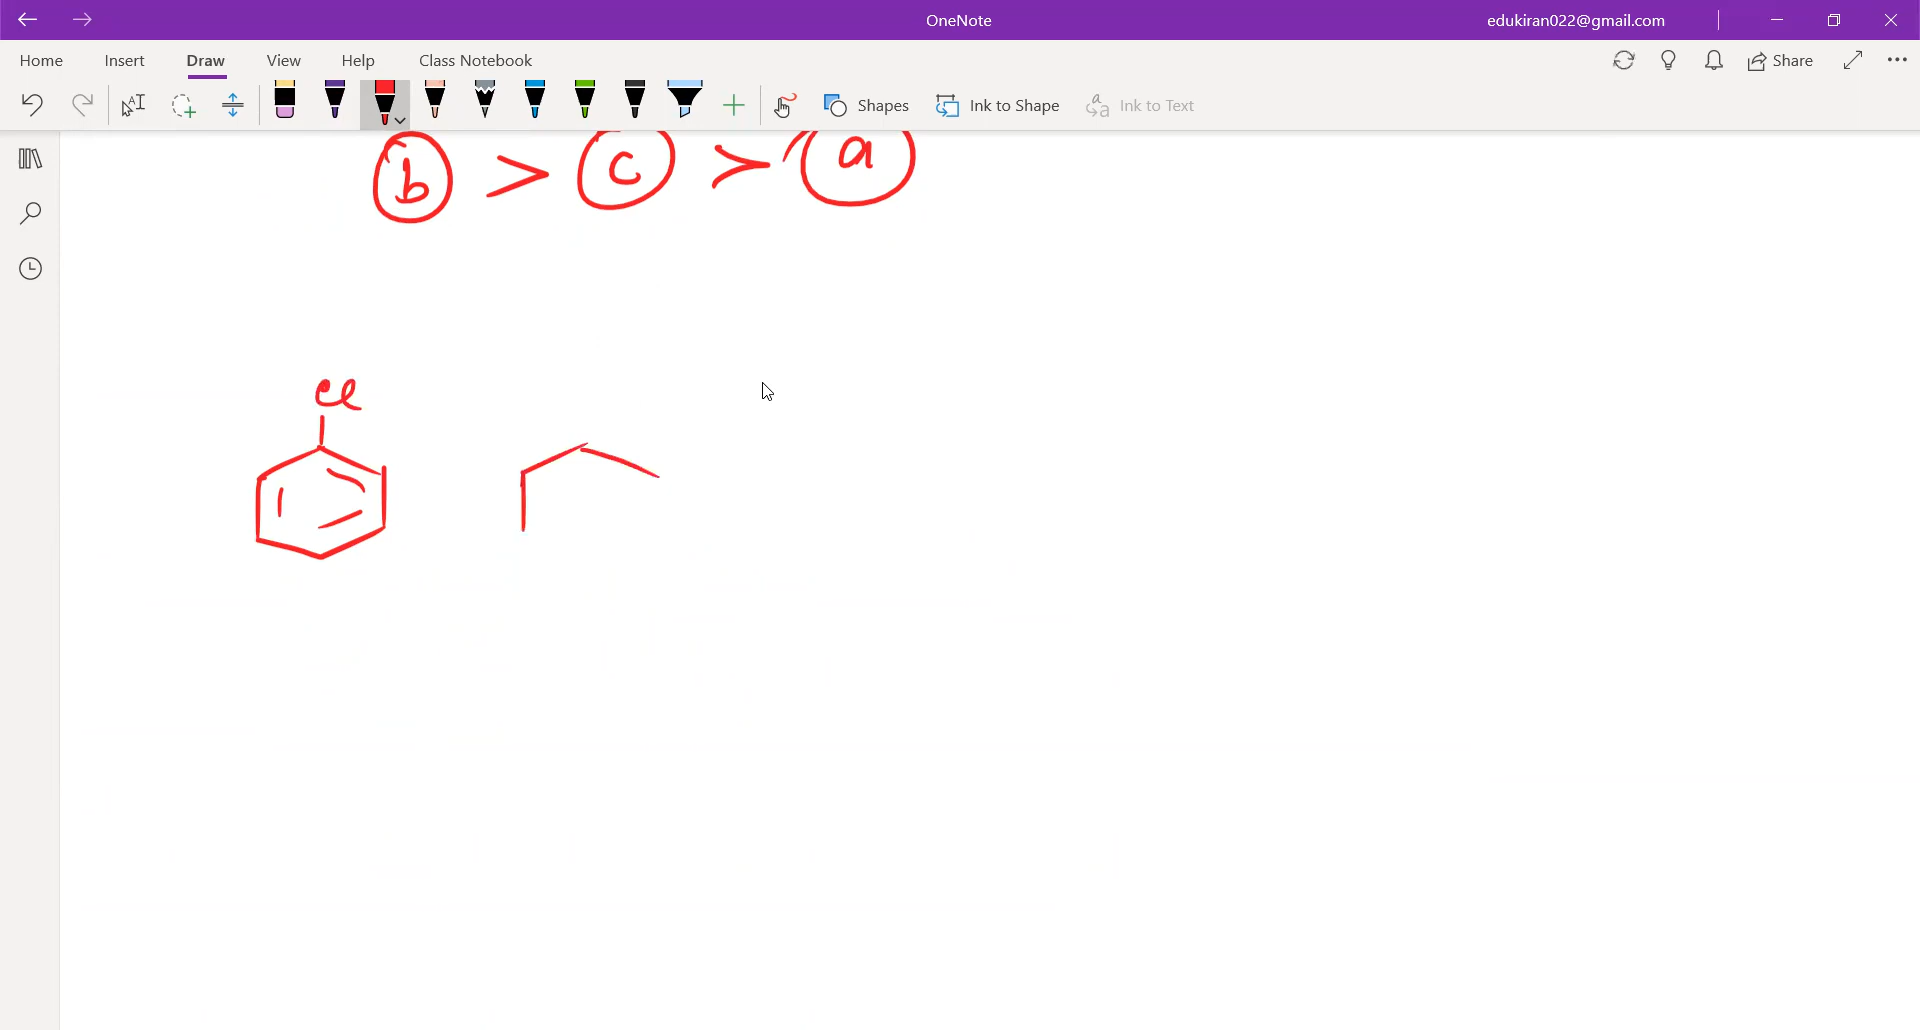 OneNote
edukiran022@gmail.com
Home Insert Draw View Help Class Notebook
Share
Shapes Ink to Shape Ink to Text
b > c > a
Cl